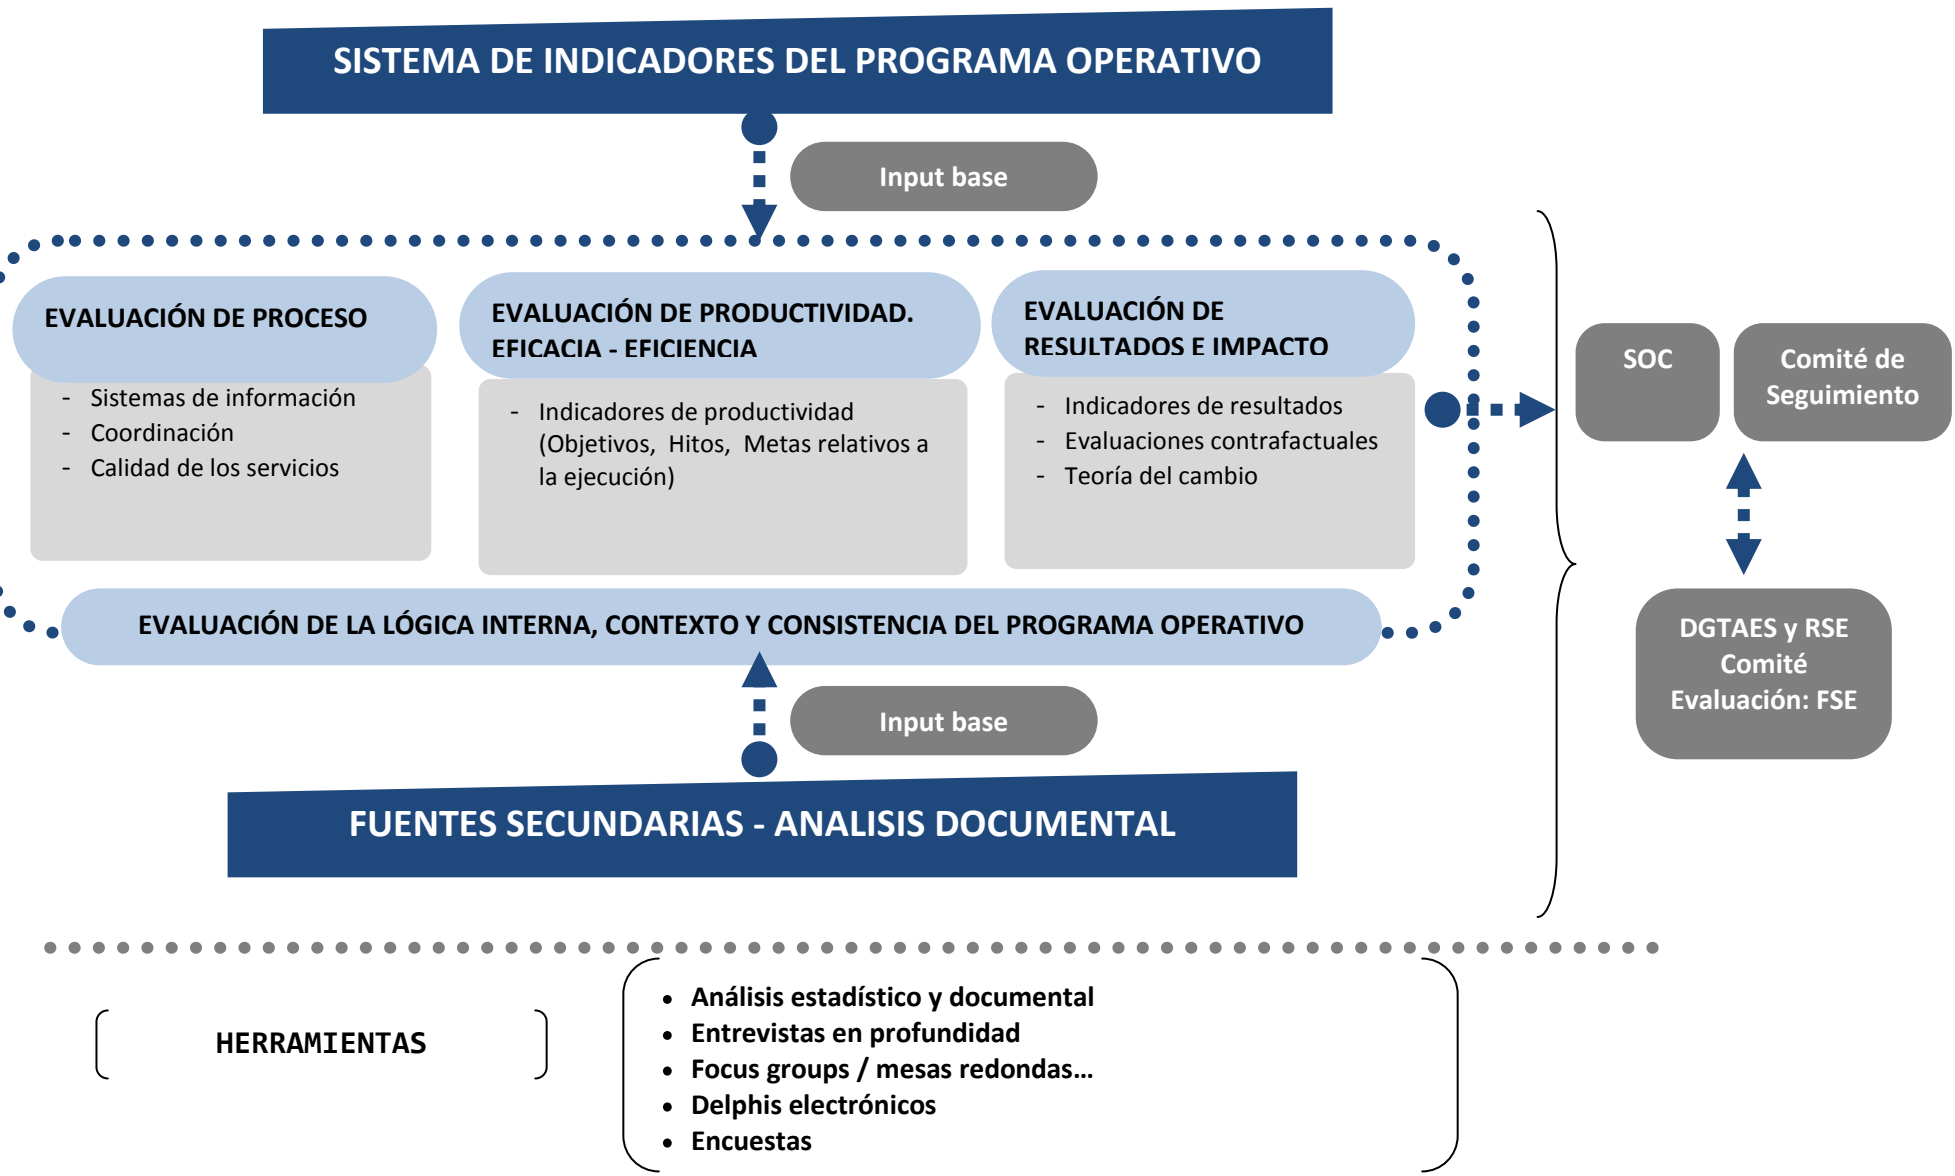 SISTEMA DE INDICADORES DEL PROGRAMA OPERATIVO
Input base
EVALUACIÓN DE PROCESO
- Sistemas de información
- Coordinación
- Calidad de los servicios
EVALUACIÓN DE PRODUCTIVIDAD.
EFICACIA - EFICIENCIA
- Indicadores de productividad
(Objetivos, Hitos, Metas relativos a
la ejecución)
EVALUACIÓN DE
RESULTADOS E IMPACTO
- Indicadores de resultados
- Evaluaciones contrafactuales
- Teoría del cambio
SOC
Comité de
Seguimiento
DGTAES y RSE
Comité
Evaluación: FSE
EVALUACIÓN DE LA LÓGICA INTERNA, CONTEXTO Y CONSISTENCIA DEL PROGRAMA OPERATIVO
Input base
FUENTES SECUNDARIAS - ANALISIS DOCUMENTAL
HERRAMIENTAS
• Análisis estadístico y documental
• Entrevistas en profundidad
• Focus groups / mesas redondas…
• Delphis electrónicos
• Encuestas